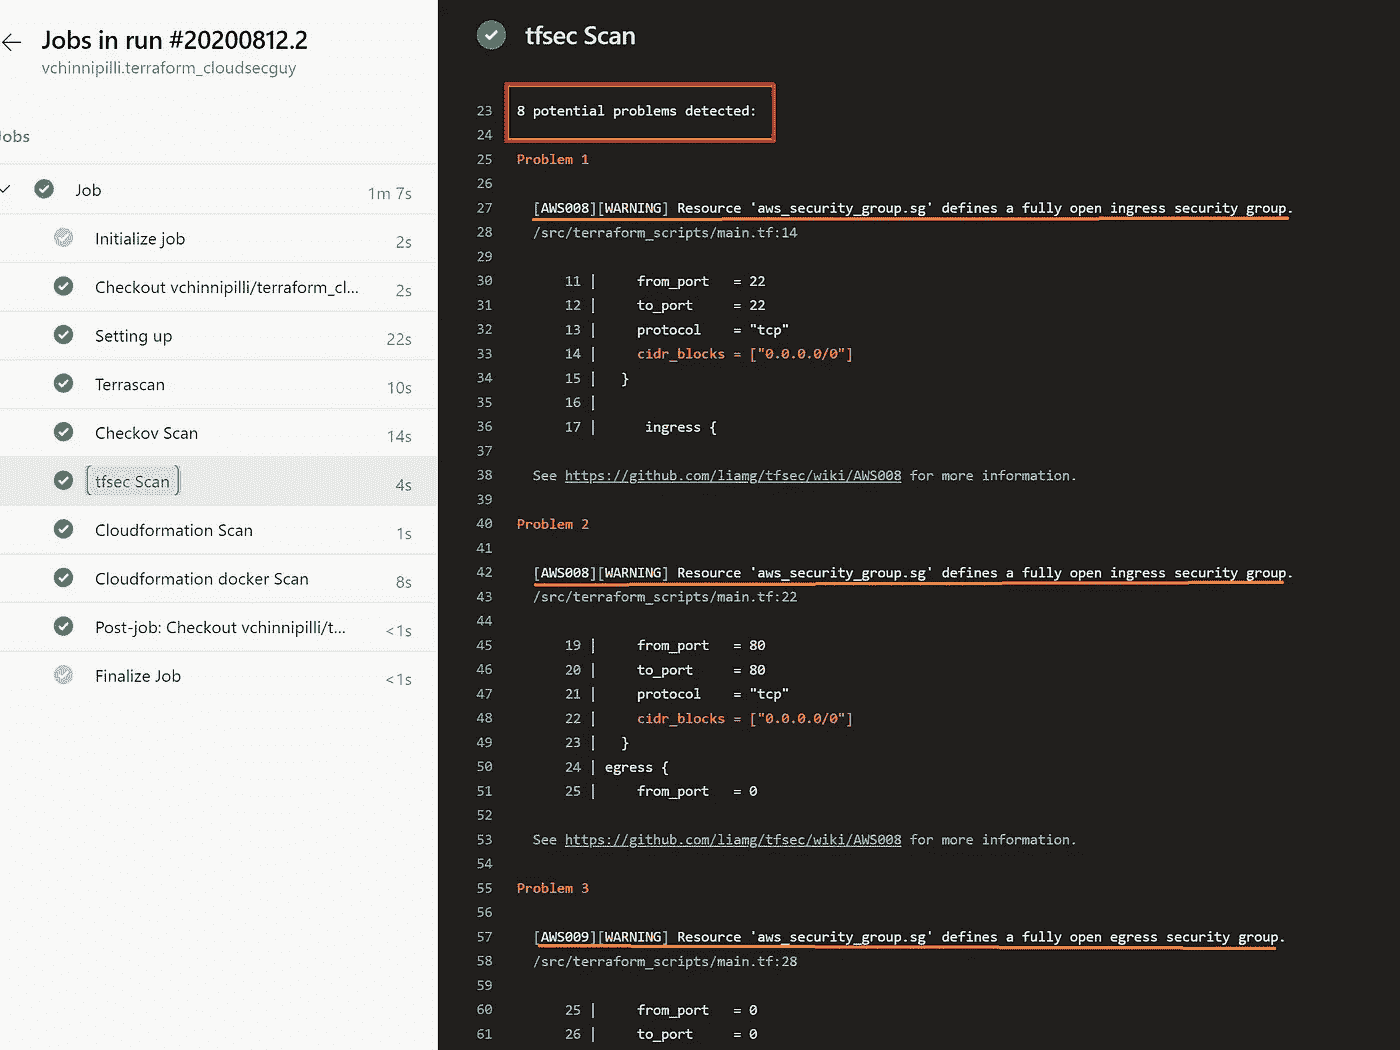 Jobs in run #20200812.2
vchinnipilli.terraform_cloudsecguy
Jobs
Job 1m 7s
Initialize job 2s
Checkout vchinnipilli/terraform_cl... 2s
Setting up 22s
Terrascan 10s
Checkov Scan 14s
tfsec Scan 4s
Cloudformation Scan 1s
Cloudformation docker Scan 8s
Post-job: Checkout vchinnipilli/t... <1s
Finalize Job <1s
tfsec Scan
23 8 potential problems detected:
24
25 Problem 1
26
27 [AWS008][WARNING] Resource 'aws_security_group.sg' defines a fully open ingress security group.
28 /src/terraform_scripts/main.tf:14
29
30 11 | from_port = 22
31 12 | to_port = 22
32 13 | protocol = "tcp"
33 14 | cidr_blocks = ["0.0.0.0/0"]
34 15 | }
35 16 |
36 17 | ingress {
37
38 See https://github.com/liamg/tfsec/wiki/AWS008 for more information.
39
40 Problem 2
41
42 [AWS008][WARNING] Resource 'aws_security_group.sg' defines a fully open ingress security group.
43 /src/terraform_scripts/main.tf:22
44
45 19 | from_port = 80
46 20 | to_port = 80
47 21 | protocol = "tcp"
48 22 | cidr_blocks = ["0.0.0.0/0"]
49 23 | }
50 24 | egress {
51 25 | from_port = 0
52
53 See https://github.com/liamg/tfsec/wiki/AWS008 for more information.
54
55 Problem 3
56
57 [AWS009][WARNING] Resource 'aws_security_group.sg' defines a fully open egress security group.
58 /src/terraform_scripts/main.tf:28
59
60 25 | from_port = 0
61 26 | to_port = 0